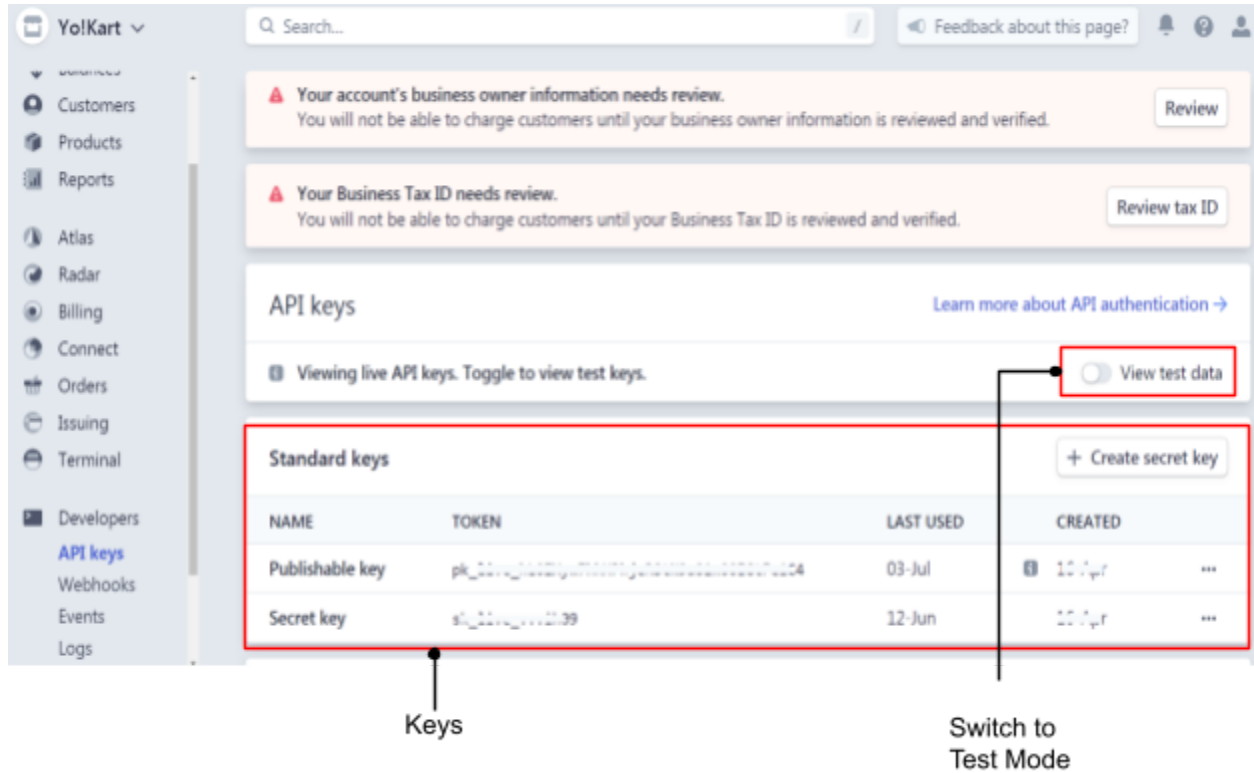 Yo!Kart
Search...
/
Feedback about this page?
Balances
Customers
Products
Reports
Atlas
Radar
Billing
Connect
Orders
Issuing
Terminal
Developers
API keys
Webhooks
Events
Logs
Your account's business owner information needs review.
You will not be able to charge customers until your business owner information is reviewed and verified.
Review
Your Business Tax ID needs review.
You will not be able to charge customers until your Business Tax ID is reviewed and verified.
Review tax ID
API keys
Learn more about API authentication →
Viewing live API keys. Toggle to view test keys.
View test data
Standard keys
+ Create secret key
NAME TOKEN LAST USED CREATED
Publishable key 03-Jul ...
Secret key 12-Jun ...
Keys
Switch to
Test Mode